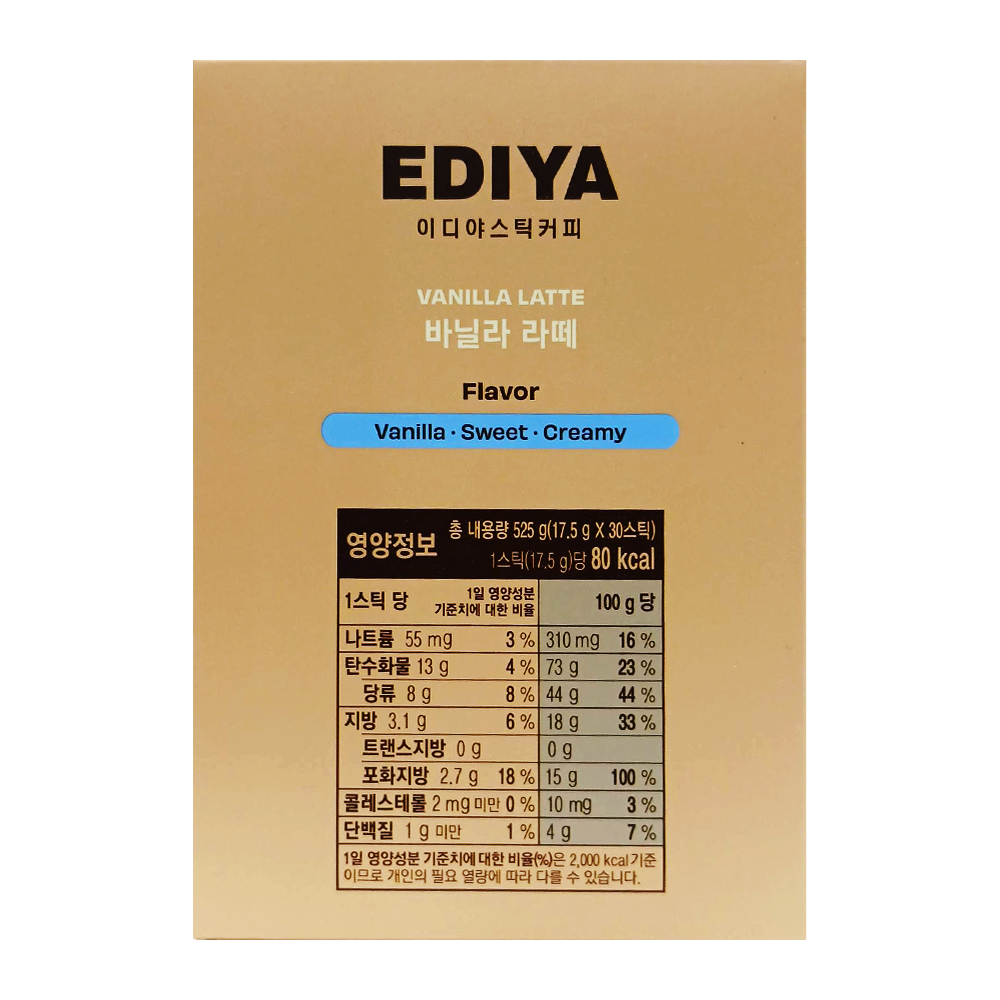 EDIYA
이디야스틱커피
VANILLA LATTE
바닐라 라떼
Flavor
Vanilla · Sweet · Creamy
영양정보 총 내용량 525 g(17.5 g X 30스틱)
1스틱(17.5 g)당 80 kcal
1스틱 당 1일 영양성분 기준치에 대한 비율 100 g당
나트륨 55 mg 3 % 310 mg 16 %
탄수화물 13 g 4 % 73 g 23 %
당류 8 g 8 % 44 g 44 %
지방 3.1 g 6 % 18 g 33 %
트랜스지방 0 g 0 g
포화지방 2.7 g 18 % 15 g 100 %
콜레스테롤 2 mg 미만 0 % 10 mg 3 %
단백질 1 g 미만 1 % 4 g 7 %
1일 영양성분 기준치에 대한 비율(%)은 2,000 kcal기준
이므로 개인의 필요 열량에 따라 다를 수 있습니다.